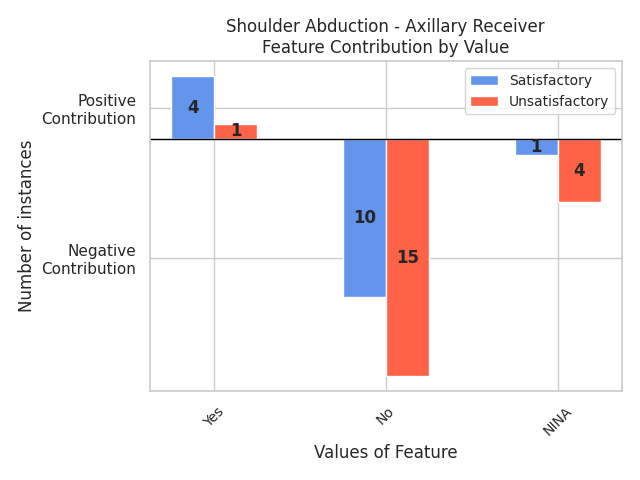 Shoulder Abduction - Axillary Receiver
Feature Contribution by Value
Satisfactory
Unsatisfactory
Positive
Contribution
Negative
Contribution
Number of instances
4
1
10
15
1
4
Yes
No
NINA
Values of Feature